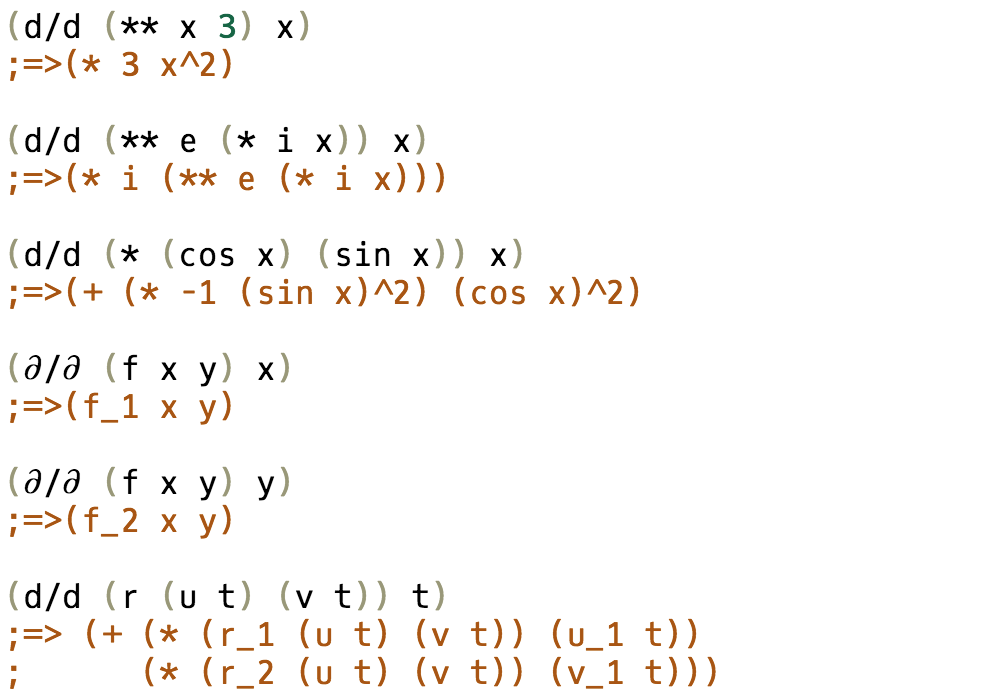 (d/d (** x 3) x)
;=>(* 3 x^2)
(d/d (** e (* i x)) x)
;=>(* i (** e (* i x)))
(d/d (* (cos x) (sin x)) x)
;=>(+ (* -1 (sin x)^2) (cos x)^2)
(∂/∂ (f x y) x)
;=>(f_1 x y)
(∂/∂ (f x y) y)
;=>(f_2 x y)
(d/d (r (u t) (v t)) t)
;=> (+ (* (r_1 (u t) (v t)) (u_1 t))
;      (* (r_2 (u t) (v t)) (v_1 t)))